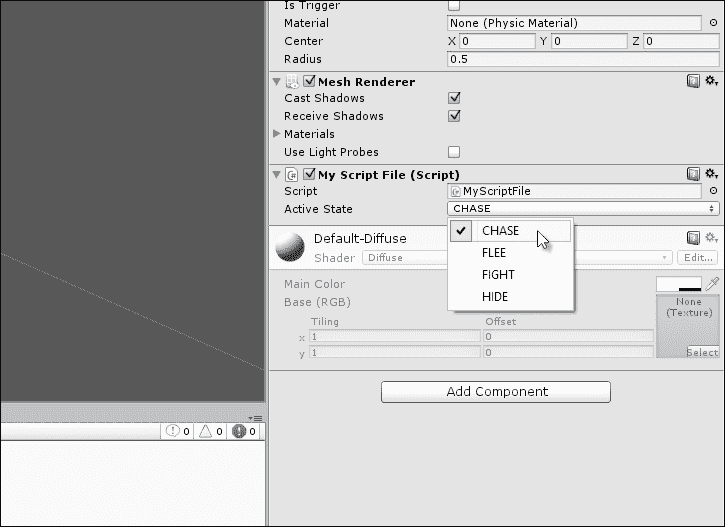 Is Trigger
Material None (Physic Material)
Center X 0 Y 0 Z 0
Radius 0.5
Mesh Renderer
Cast Shadows
Receive Shadows
Materials
Use Light Probes
My Script File (Script)
Script MyScriptFile
Active State CHASE
CHASE
FLEE
FIGHT
HIDE
Default-Diffuse
Shader Diffuse Edit...
Main Color
Base (RGB)
None
(Texture)
Tiling Offset
x 1 0
y 1 0
Select
Add Component
0 0 0